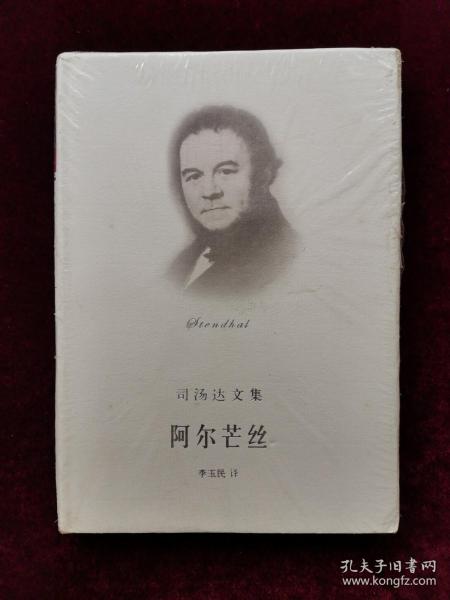 Stendhal
司汤达文集
阿尔芒丝
李玉民 译
孔夫子旧书网
www.kongfz.com